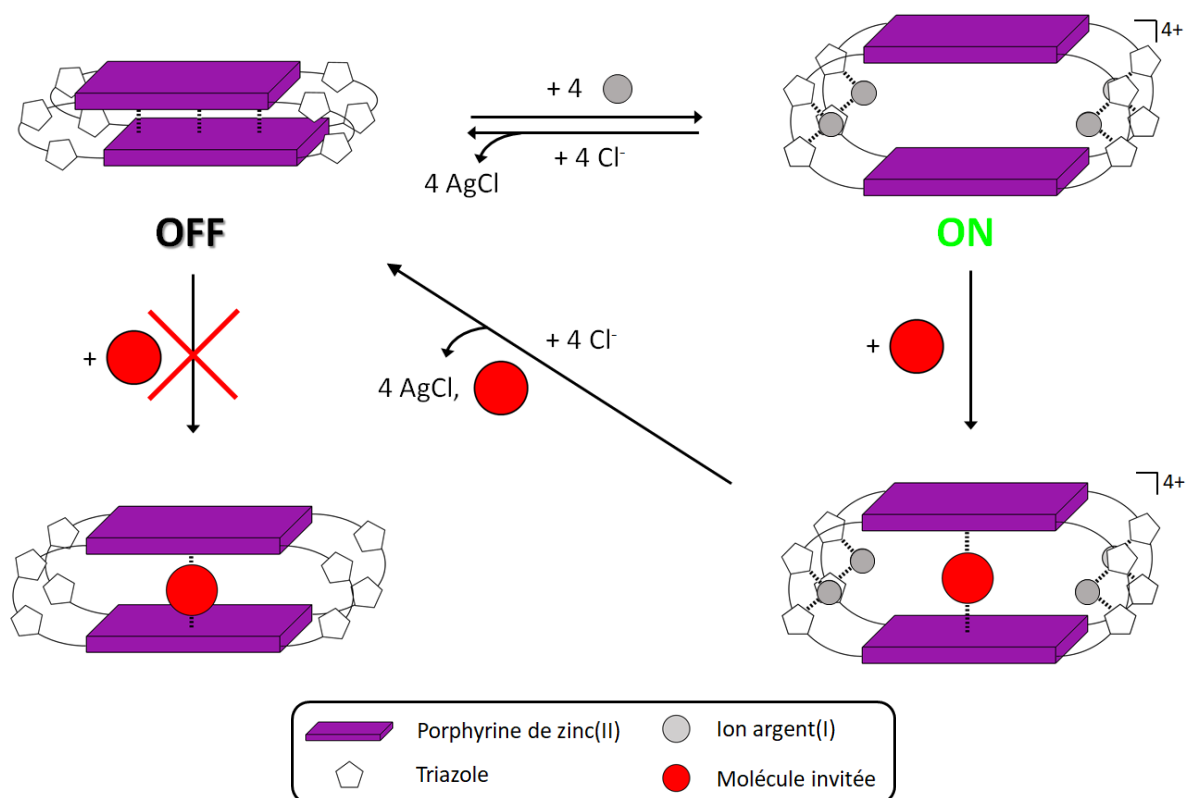 4+
+ 4
+ 4 Cl⁻
4 AgCl
OFF
ON
+
+ 4 Cl⁻
4 AgCl,
+
4+
Porphyrine de zinc(II)
Ion argent(I)
Triazole
Molécule invitée